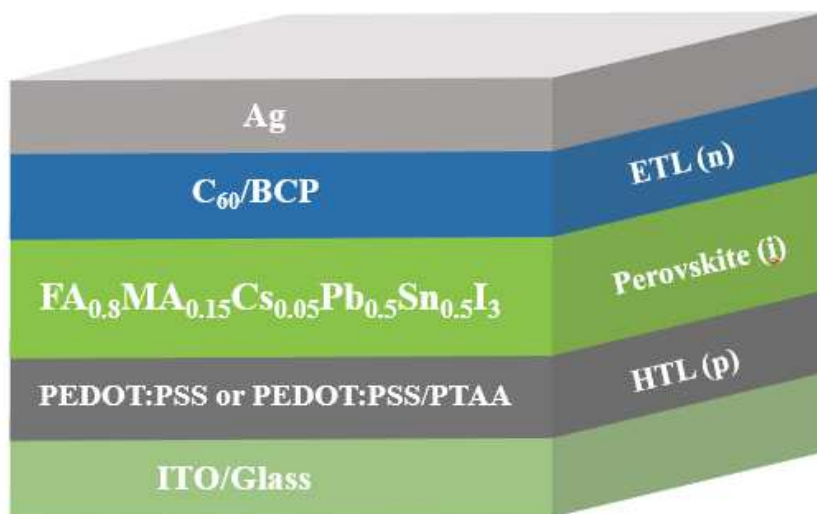 Ag
C₆₀/BCP
ETL (n)
FA₀.₈MA₀.₁₅Cs₀.₀₅Pb₀.₅Sn₀.₅I₃
Perovskite (i)
PEDOT:PSS or PEDOT:PSS/PTAA
HTL (p)
ITO/Glass